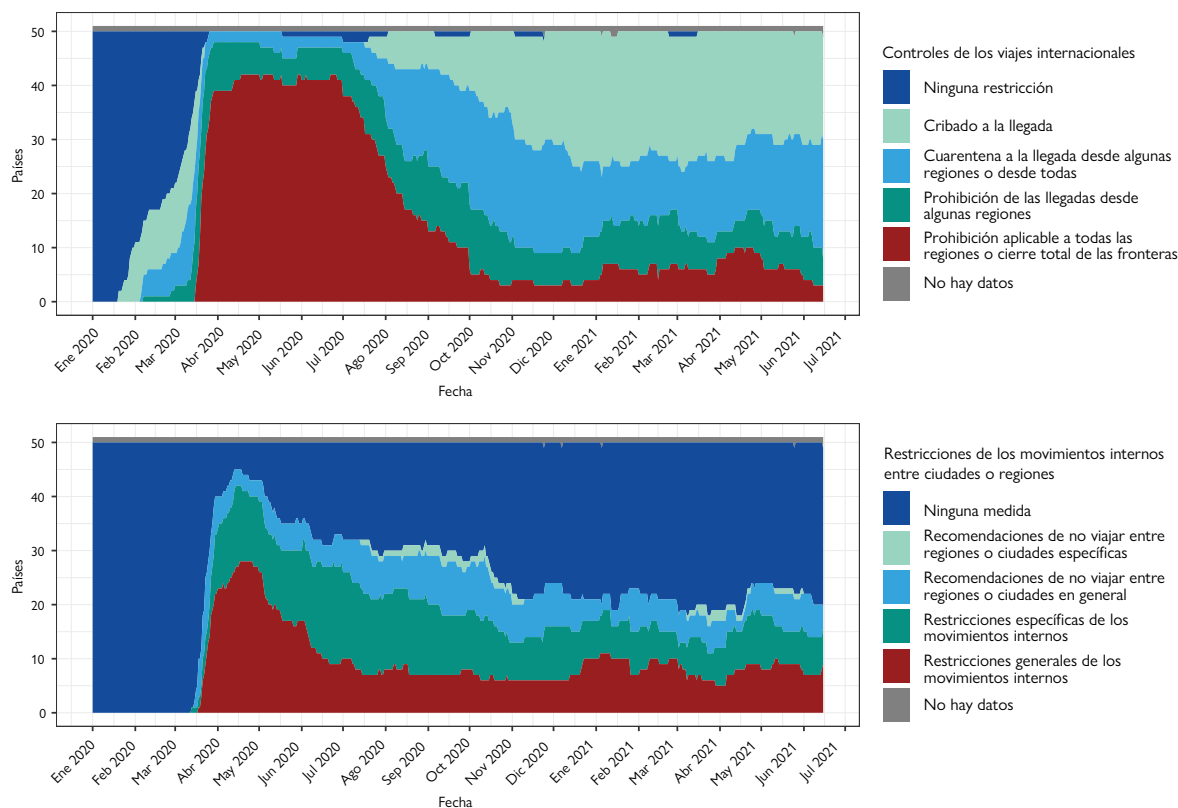 50
40
30
20
10
0
Países
Ene 2020
Feb 2020
Mar 2020
Abr 2020
May 2020
Jun 2020
Jul 2020
Ago 2020
Sep 2020
Oct 2020
Nov 2020
Dic 2020
Ene 2021
Feb 2021
Mar 2021
Abr 2021
May 2021
Jun 2021
Jul 2021
Fecha
Controles de los viajes internacionales
Ninguna restricción
Cribado a la llegada
Cuarentena a la llegada desde algunas
regiones o desde todas
Prohibición de las llegadas desde
algunas regiones
Prohibición aplicable a todas las
regiones o cierre total de las fronteras
No hay datos
50
40
30
20
10
0
Países
Ene 2020
Feb 2020
Mar 2020
Abr 2020
May 2020
Jun 2020
Jul 2020
Ago 2020
Sep 2020
Oct 2020
Nov 2020
Dic 2020
Ene 2021
Feb 2021
Mar 2021
Abr 2021
May 2021
Jun 2021
Jul 2021
Fecha
Restricciones de los movimientos internos
entre ciudades o regiones
Ninguna medida
Recomendaciones de no viajar entre
regiones o ciudades específicas
Recomendaciones de no viajar entre
regiones o ciudades en general
Restricciones específicas de los
movimientos internos
Restricciones generales de los
movimientos internos
No hay datos